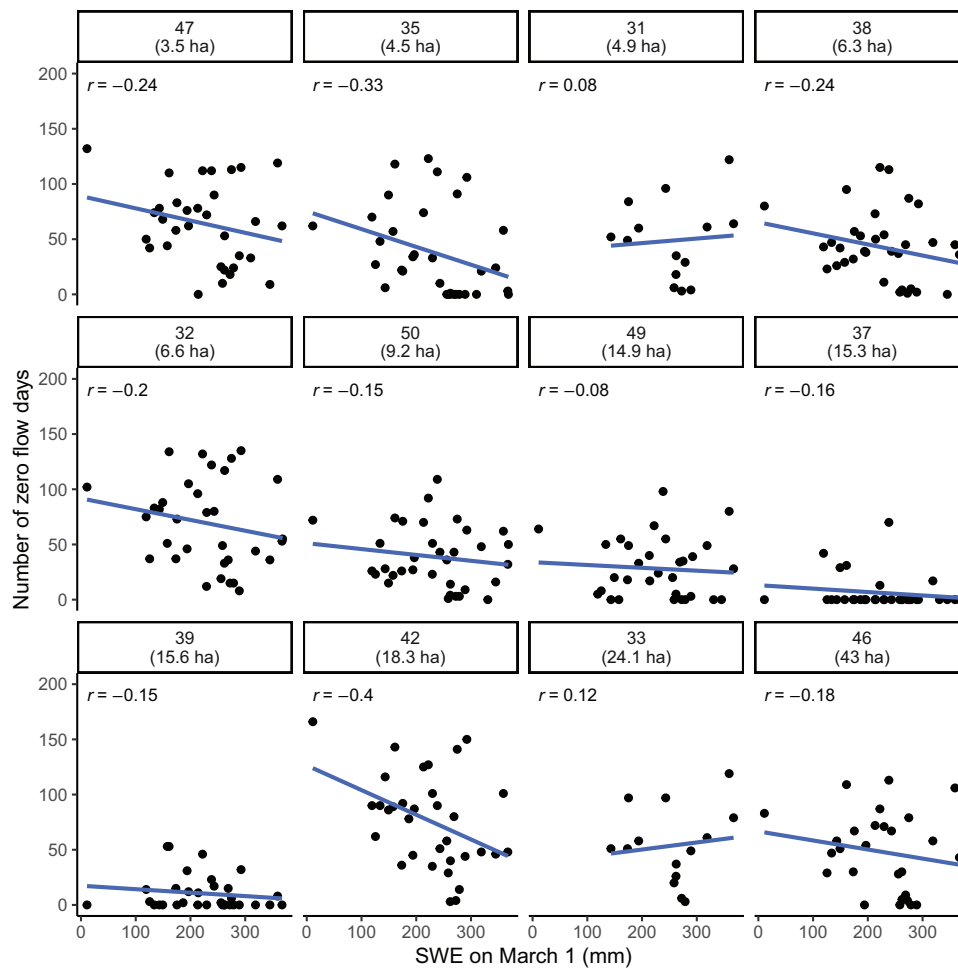 47 35 31 38
(3.5 ha) (4.5 ha) (4.9 ha) (6.3 ha)
200
150
100
50
0
r = −0.24 r = −0.33 r = 0.08 r = −0.24
32 50 49 37
(6.6 ha) (9.2 ha) (14.9 ha) (15.3 ha)
200
150
100
50
0
r = −0.2 r = −0.15 r = −0.08 r = −0.16
39 42 33 46
(15.6 ha) (18.3 ha) (24.1 ha) (43 ha)
200
150
100
50
0
r = −0.15 r = −0.4 r = 0.12 r = −0.18
0 100 200 300 0 100 200 300 0 100 200 300 0 100 200 300
Number of zero flow days
SWE on March 1 (mm)